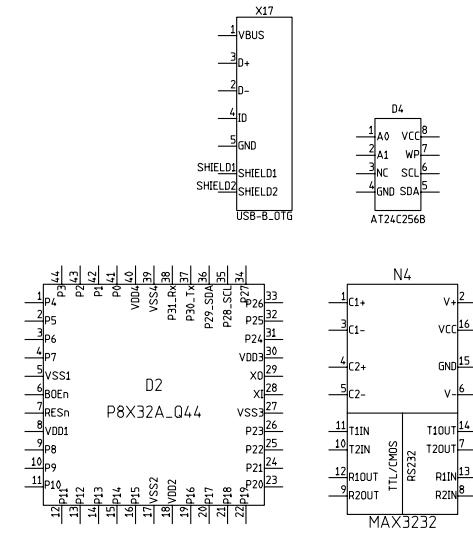 X17
1 VBUS
3 D+
2 D-
4 ID
5 GND
SHIELD1 SHIELD1
SHIELD2 SHIELD2
USB-B_OTG
D4
1 A0 VCC 8
2 A1 WP 7
3 NC SCL 6
4 GND SDA 5
AT24C256B
44 43 42 41 40 39 38 37 36 35 34
P3 P2 P1 P0 VDD4 VSS4 P31_Rx P30_Tx P29_SDA P28_SCL P27
1 P4 P26 33
2 P5 P25 32
3 P6 P24 31
4 P7 VDD3 30
5 VSS1 XO 29
6 BOEn XI 28
7 RESn VSS3 27
8 VDD1 P23 26
9 P8 P22 25
10 P9 P21 24
11 P10 P20 23
D2
P8X32A_Q44
P11 P12 P13 P14 P15 VSS2 VDD2 P16 P17 P18 P19
12 13 14 15 16 17 18 19 20 21 22
N4
1 C1+ V+ 2
3 C1- VCC 16
4 C2+ GND 15
5 C2- V- 6
11 T1IN T1OUT 14
10 T2IN T2OUT 7
12 R1OUT R1IN 13
9 R2OUT R2IN 8
TTL/CMOS
RS232
MAX3232